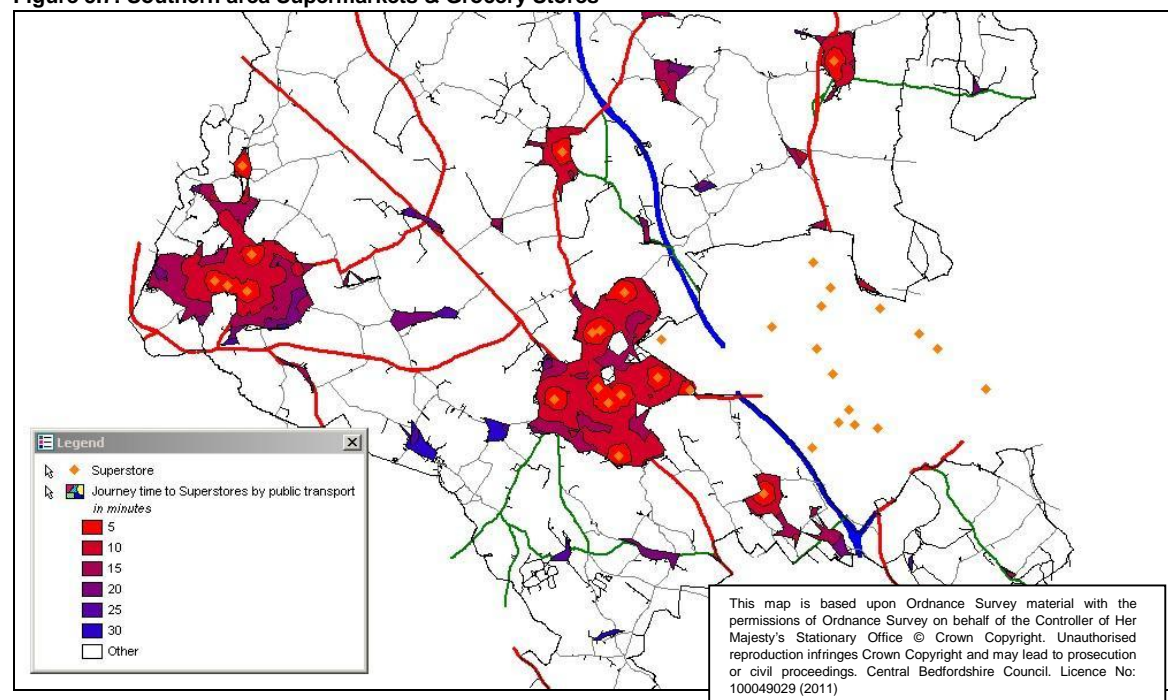 Figure 5.7: Southern area Supermarkets & Grocery Stores
Legend
Superstore
Journey time to Superstores by public transport
in minutes
5
10
15
20
25
30
Other
This map is based upon Ordnance Survey material with the
permissions of Ordnance Survey on behalf of the Controller of Her
Majesty's Stationary Office © Crown Copyright. Unauthorised
reproduction infringes Crown Copyright and may lead to prosecution
or civil proceedings. Central Bedfordshire Council. Licence No:
100049029 (2011)